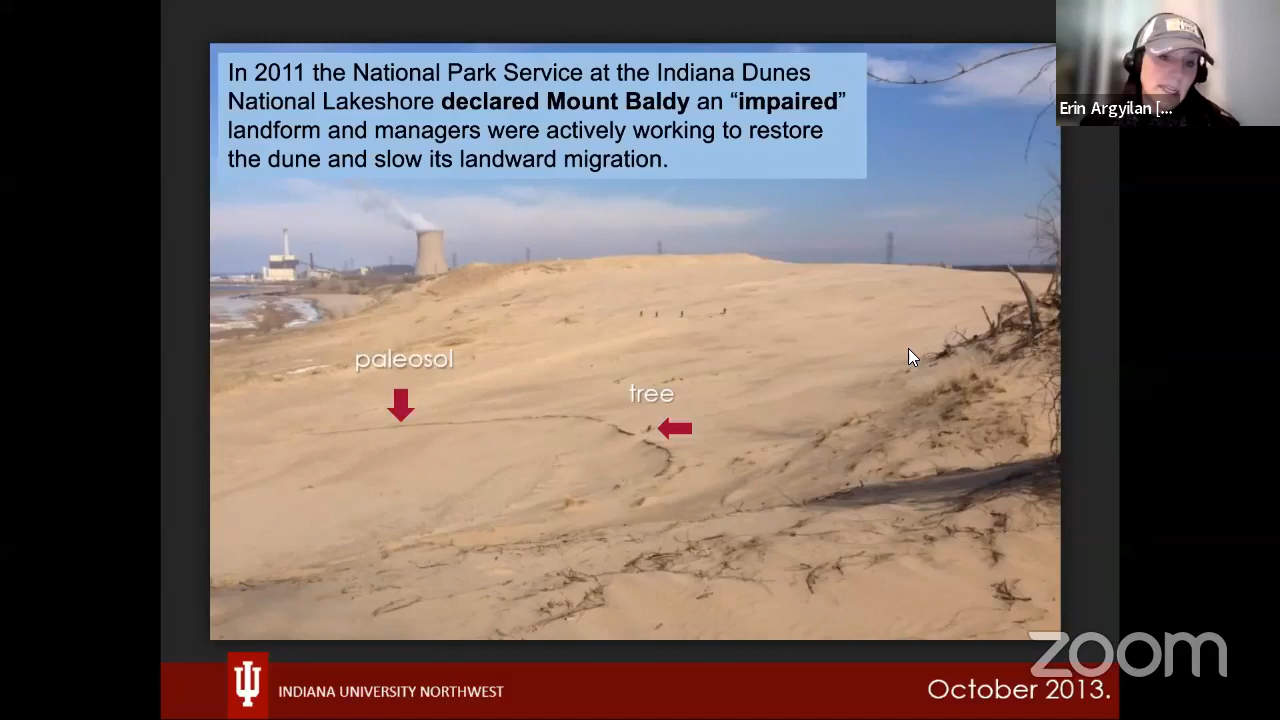 In 2011 the National Park Service at the Indiana Dunes
National Lakeshore declared Mount Baldy an “impaired”
landform and managers were actively working to restore
the dune and slow its landward migration.
Erin Argyilan [...
paleosol
tree
zoom
INDIANA UNIVERSITY NORTHWEST
October 2013.